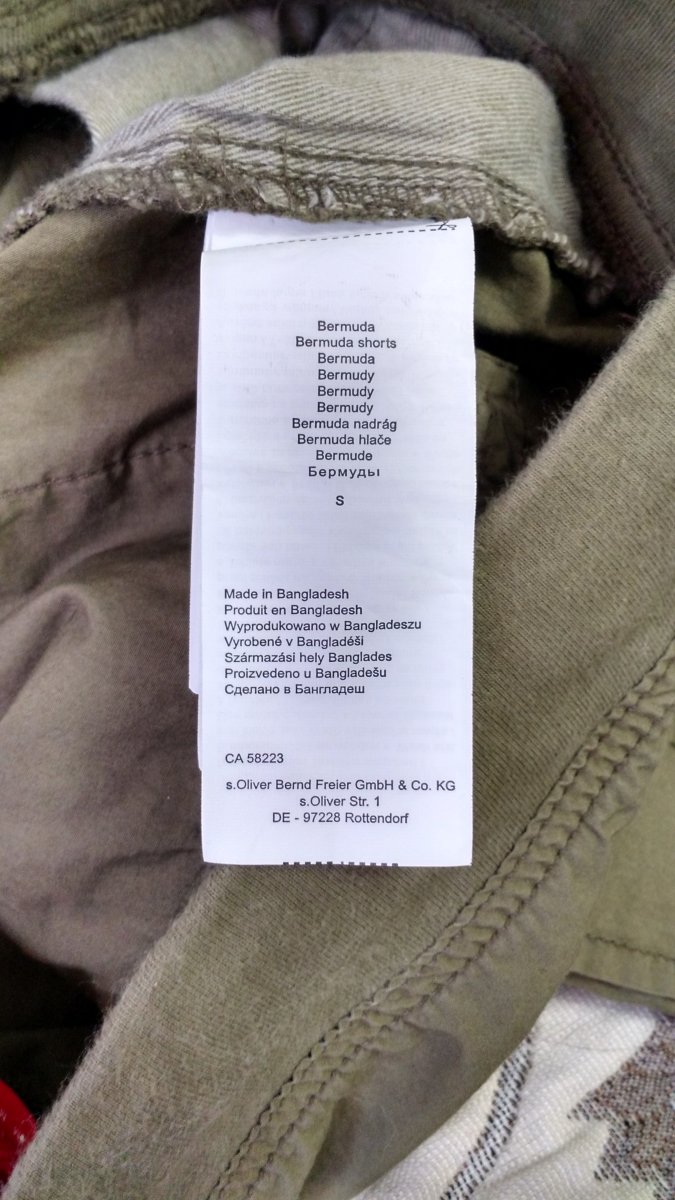 Bermuda
Bermuda shorts
Bermuda
Bermudy
Bermudy
Bermudy
Bermuda nadrág
Bermuda hlače
Bermude
Бермуды
S
Made in Bangladesh
Produit en Bangladesh
Wyprodukowano w Bangladeszu
Vyrobené v Bangladéši
Származási hely Banglades
Proizvedeno u Bangladešu
Сделано в Бангладеш
CA 58223
s.Oliver Bernd Freier GmbH & Co. KG
s.Oliver Str. 1
DE - 97228 Rottendorf